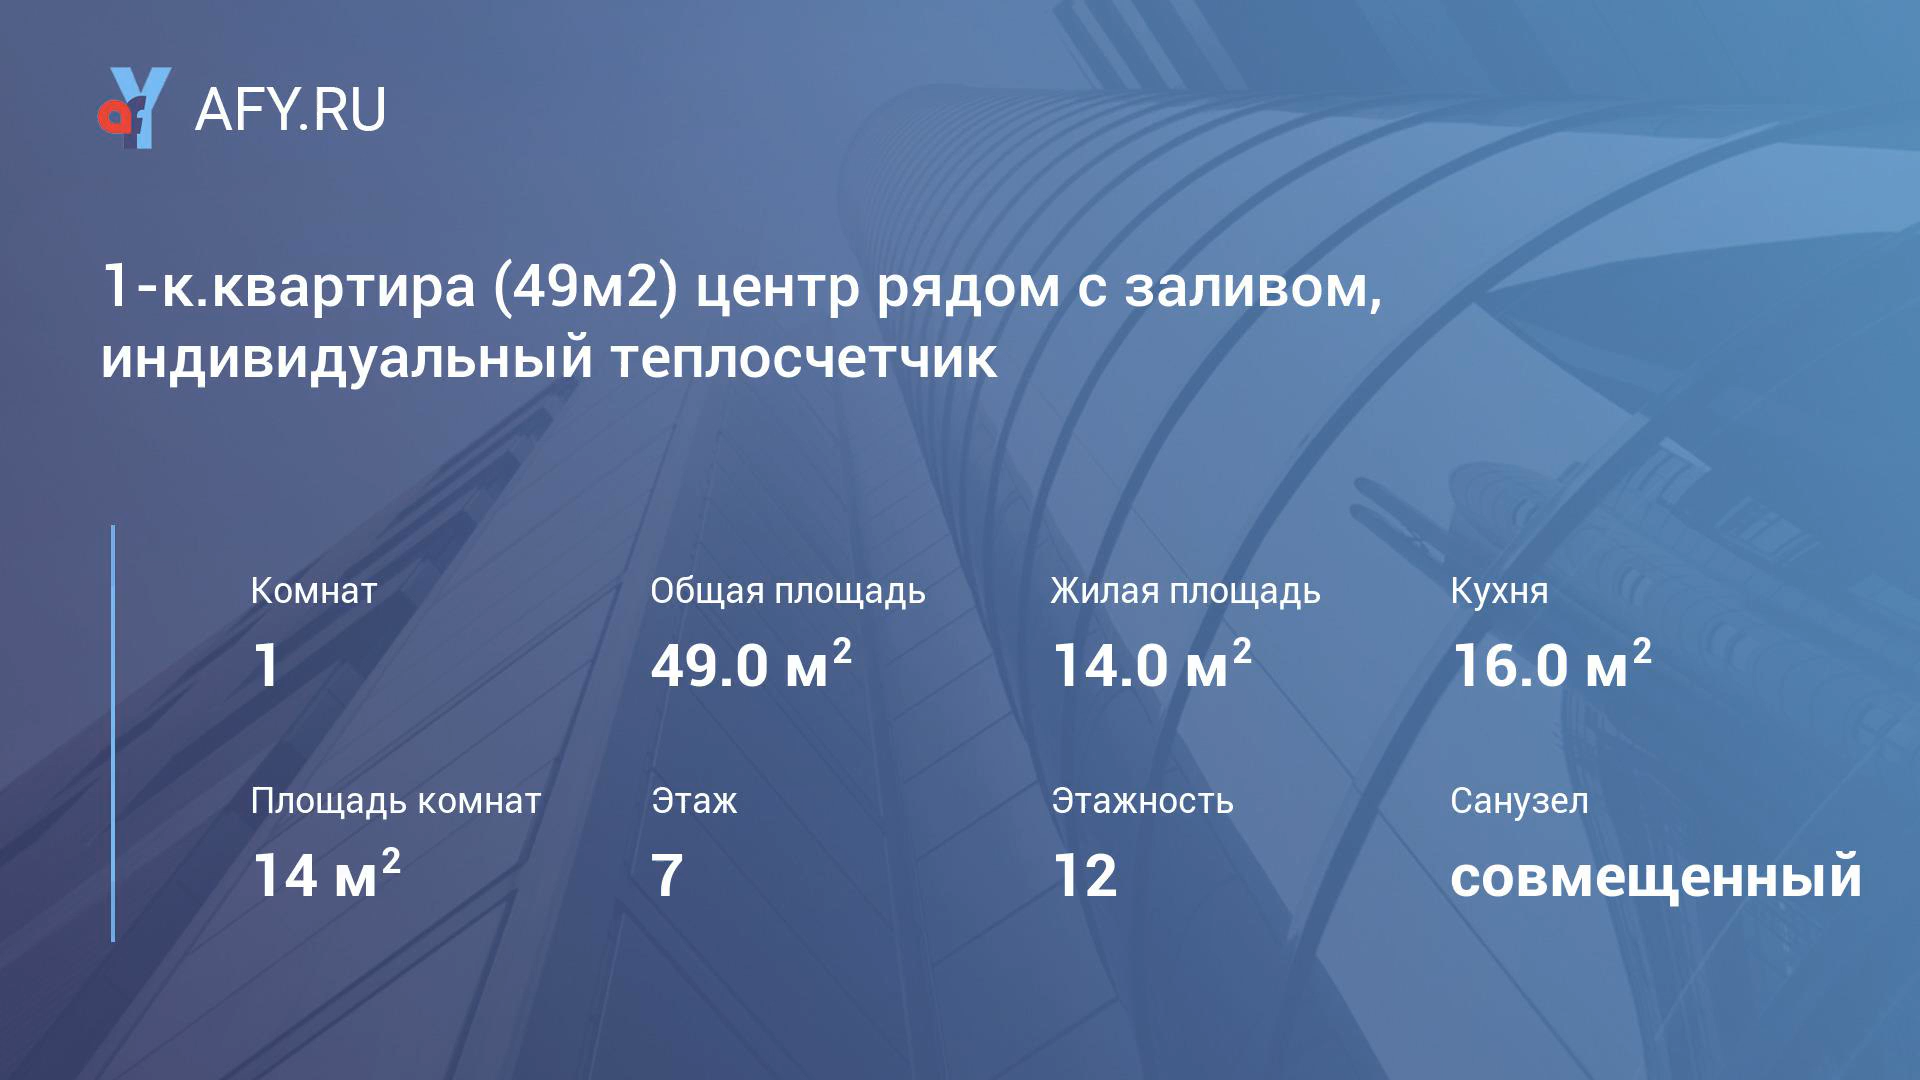 afY AFY.RU
1-к.квартира (49м2) центр рядом с заливом,
индивидуальный теплосчетчик
Комнат Общая площадь Жилая площадь Кухня
1 49.0 м² 14.0 м² 16.0 м²
Площадь комнат Этаж Этажность Санузел
14 м² 7 12 совмещенный